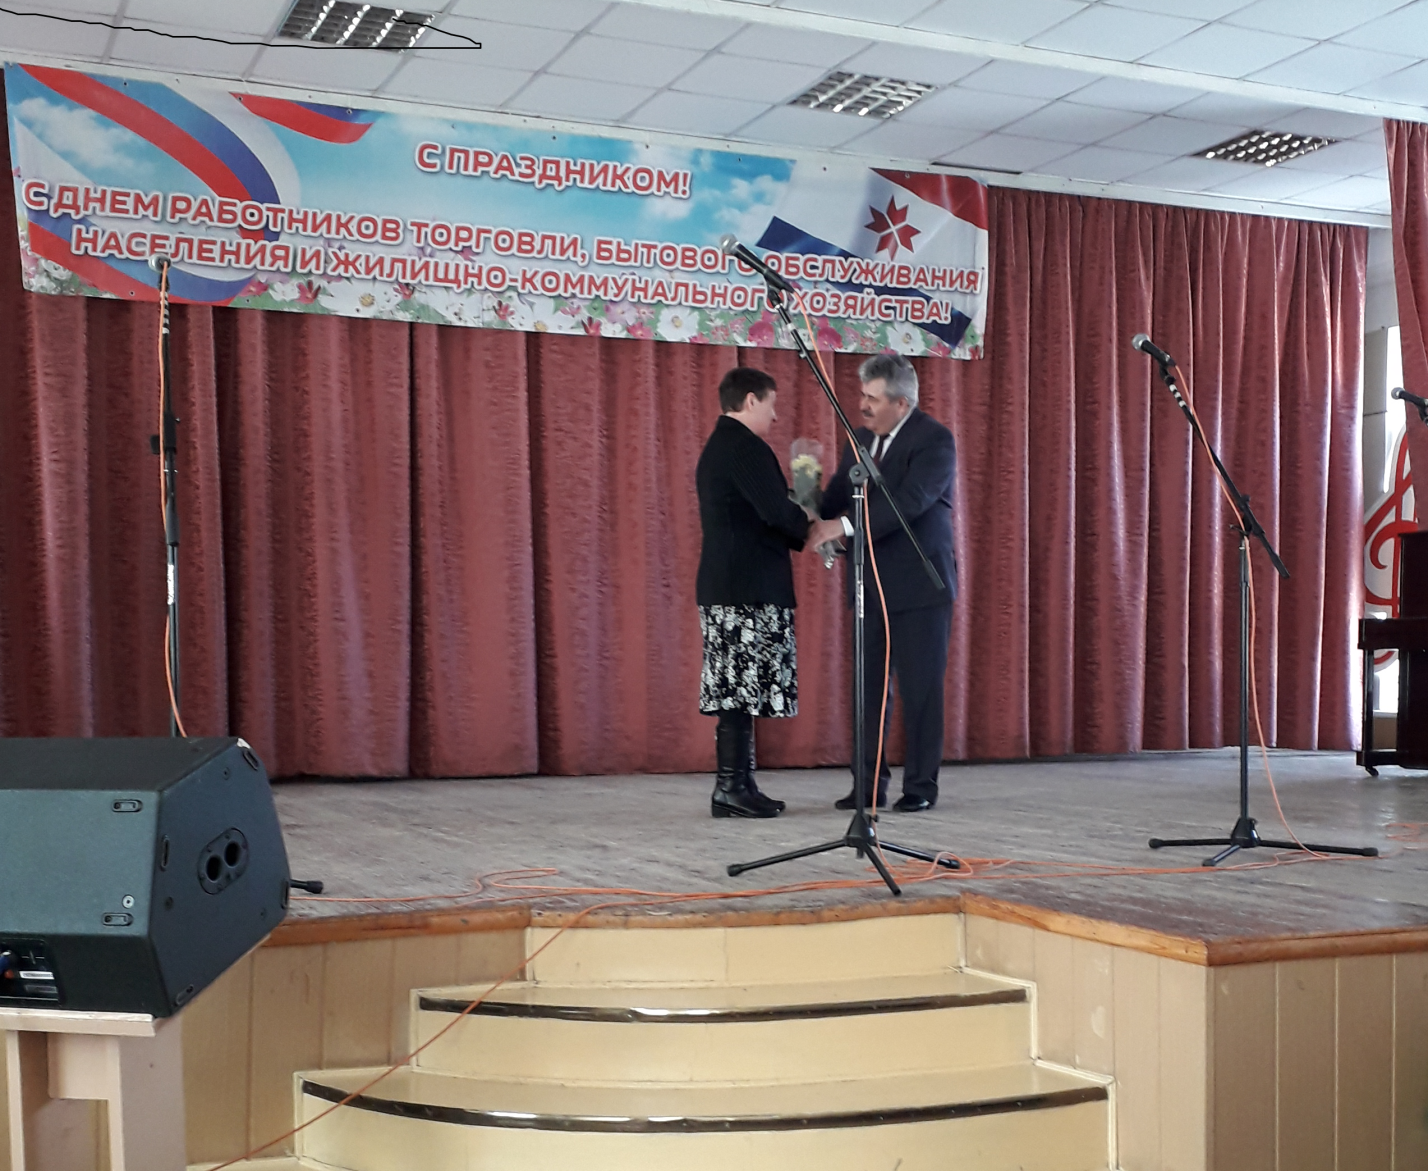 С ПРАЗДНИКОМ!
С ДНЕМ РАБОТНИКОВ ТОРГОВЛИ, БЫТОВОГО ОБСЛУЖИВАНИЯ
НАСЕЛЕНИЯ И ЖИЛИЩНО-КОММУНАЛЬНОГО ХОЗЯЙСТВА!